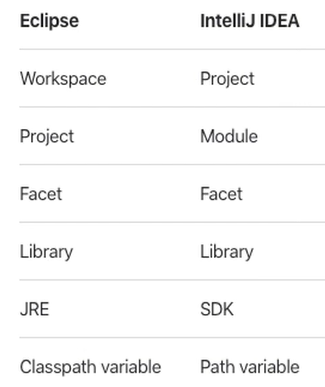 Eclipse IntelliJ IDEA
Workspace Project
Project Module
Facet Facet
Library Library
JRE SDK
Classpath variable Path variable